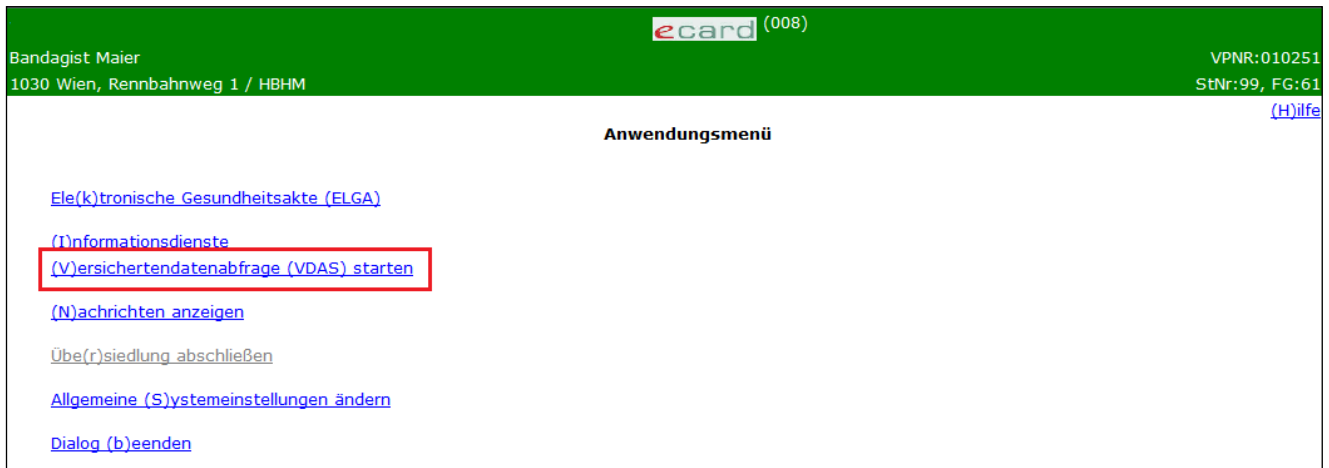 ecard (008)
Bandagist Maier VPNR:010251
1030 Wien, Rennbahnweg 1 / HBHM StNr:99, FG:61
(H)ilfe
Anwendungsmenü
Ele(k)tronische Gesundheitsakte (ELGA)
(I)nformationsdienste
(V)ersichertendatenabfrage (VDAS) starten
(N)achrichten anzeigen
Übe(r)siedlung abschließen
Allgemeine (S)ystemeinstellungen ändern
Dialog (b)eenden